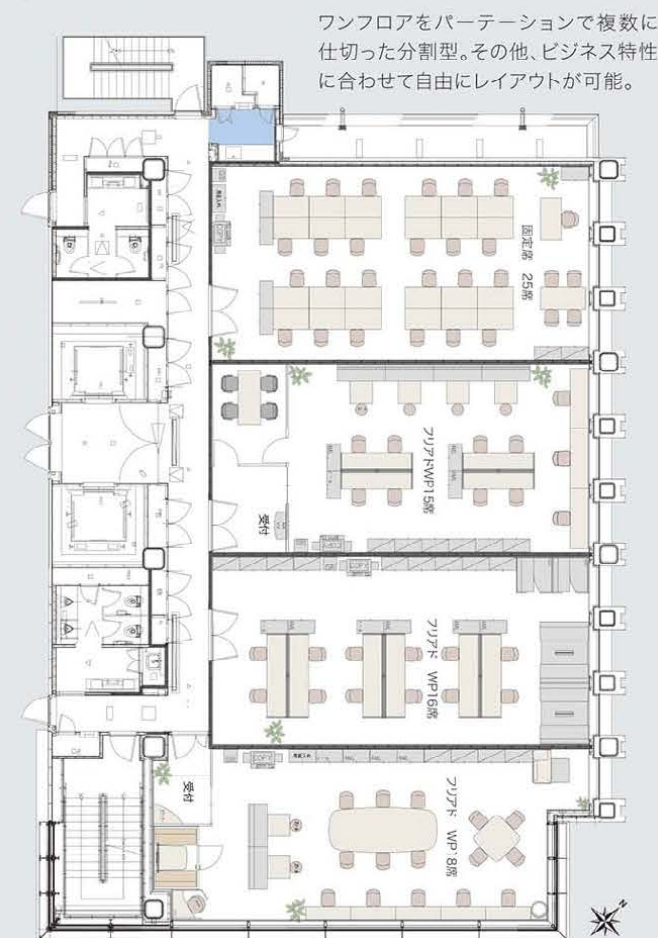 ワンフロアをパーテーションで複数に
仕切った分割型。その他、ビジネス特性
に合わせて自由にレイアウトが可能。
固定席 25席
フリアドWP15席
受付
フリアド WP16席
受付
フリアド WP18席
N